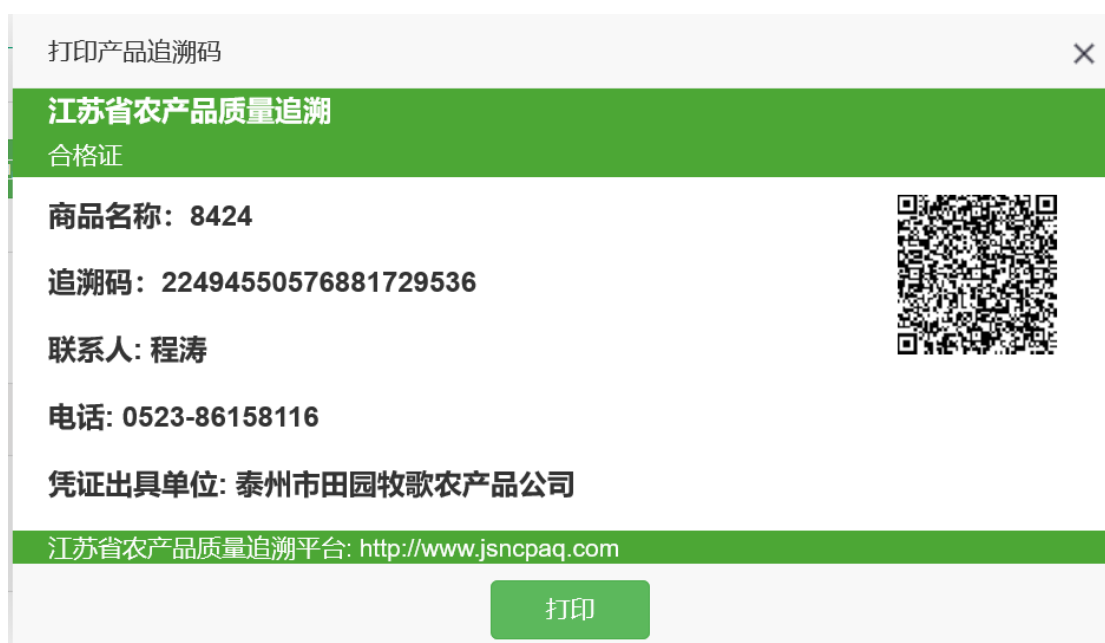 打印产品追溯码
江苏省农产品质量追溯
合格证
商品名称：8424
追溯码：22494550576881729536
联系人: 程涛
电话: 0523-86158116
凭证出具单位: 泰州市田园牧歌农产品公司
江苏省农产品质量追溯平台: http://www.jsncpaq.com
打印